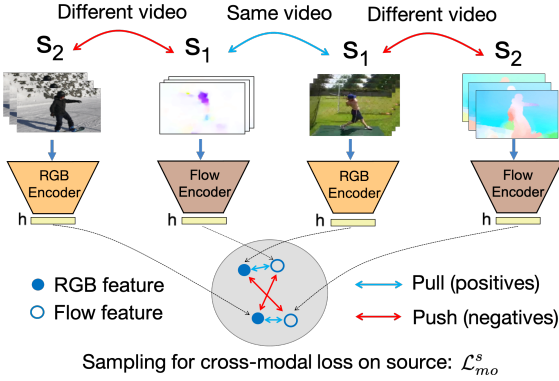 Different video Same video Different video
S₂ S₁ S₁ S₂
RGB Encoder Flow Encoder RGB Encoder Flow Encoder
h h h h
RGB feature Pull (positives)
Flow feature Push (negatives)
Sampling for cross-modal loss on source: ℒˢₘₒ